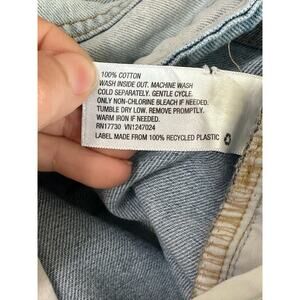 100% COTTON
WASH INSIDE OUT. MACHINE WASH
COLD SEPARATELY. GENTLE CYCLE.
ONLY NON-CHLORINE BLEACH IF NEEDED.
TUMBLE DRY LOW. REMOVE PROMPTLY.
WARM IRON IF NEEDED.
RN17730 VN1247024
LABEL MADE FROM 100% RECYCLED PLASTIC